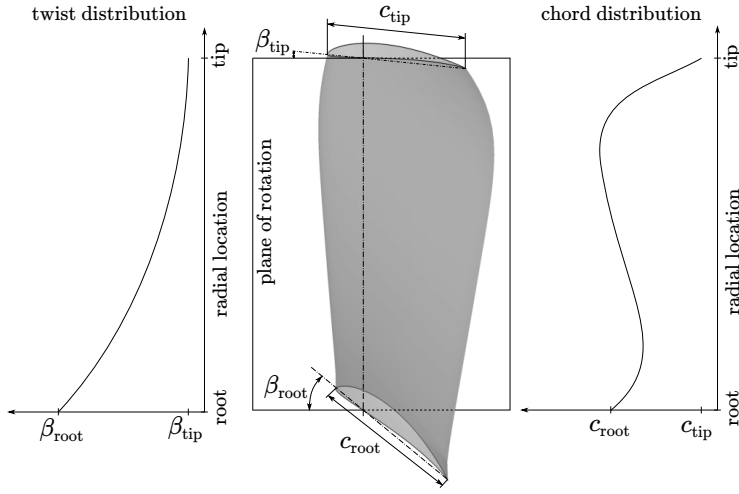 twist distribution
tip
radial location
root
β_root
β_tip
c_tip
β_tip
plane of rotation
β_root
c_root
chord distribution
tip
radial location
root
c_root
c_tip